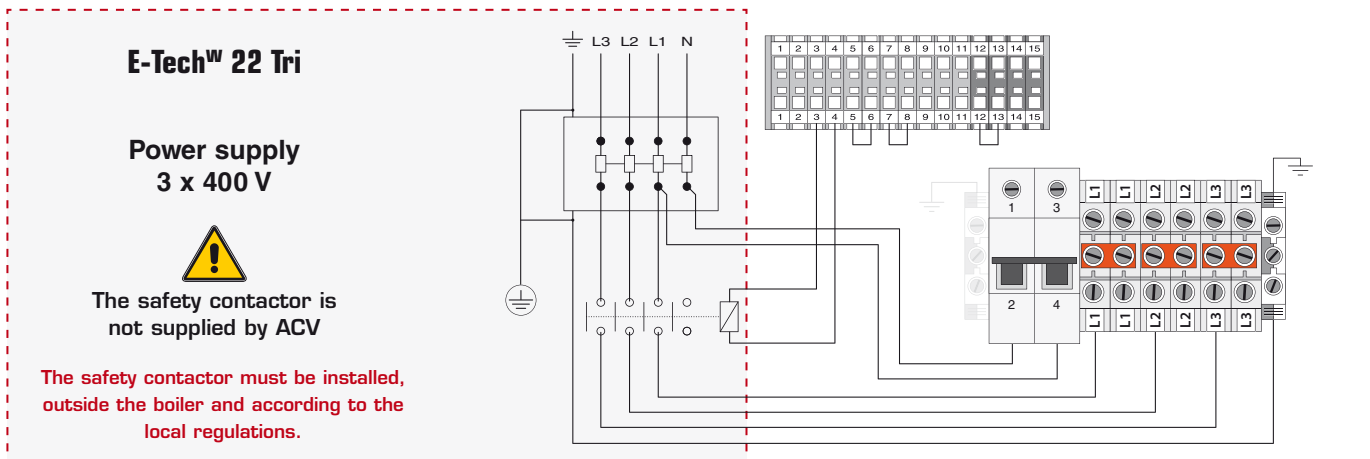 E-Techᵂ 22 Tri
Power supply
3 x 400 V
The safety contactor is
not supplied by ACV
The safety contactor must be installed,
outside the boiler and according to the
local regulations.
L3 L2 L1 N
1 2 3 4 5 6 7 8 9 10 11 12 13 14 15
1 2 3 4 5 6 7 8 9 10 11 12 13 14 15
1 3
2 4
L1 L1 L2 L2 L3 L3
L1 L1 L2 L2 L3 L3